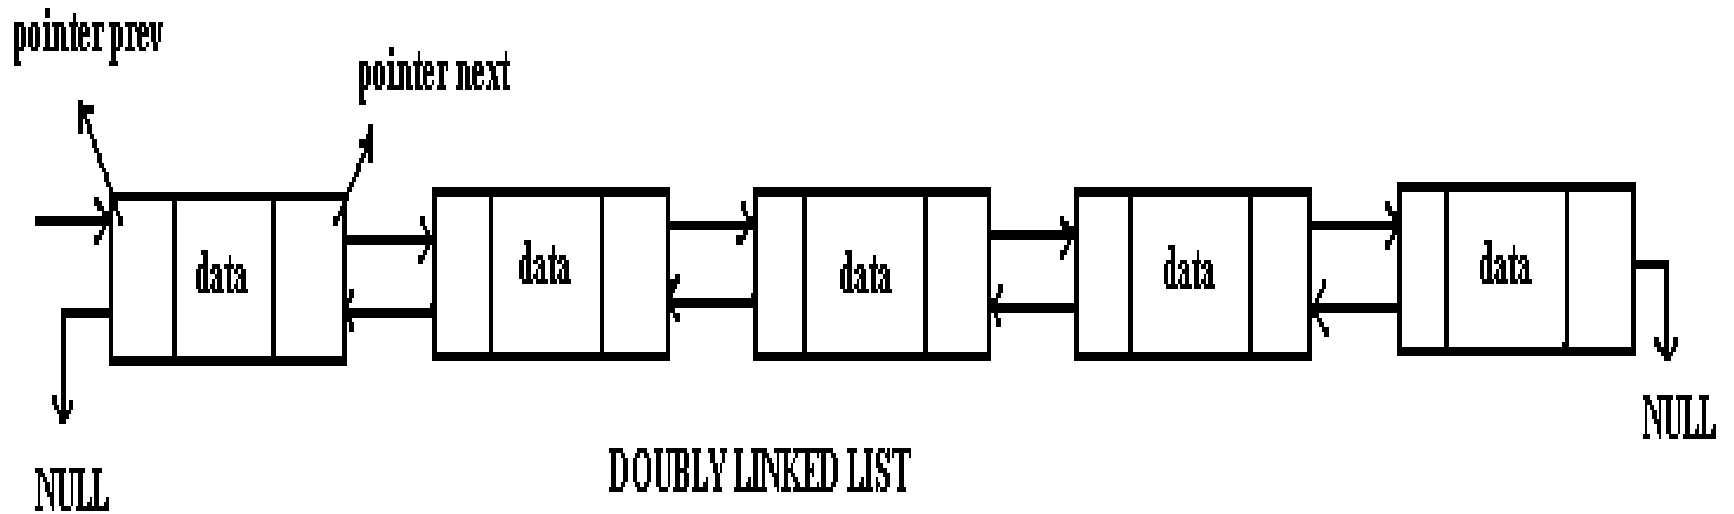 pointer prev
pointer next
data
data
data
data
data
NULL
DOUBLY LINKED LIST
NULL